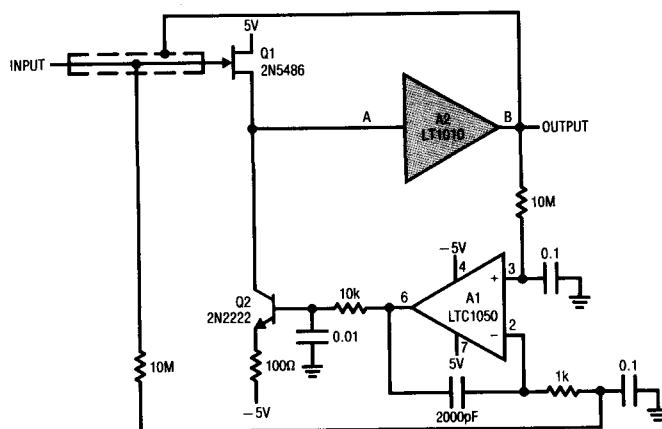 5V
INPUT
Q1
2N5486
A
A2
LT1010
B
OUTPUT
10M
-5V
4
3
0.1
+
10k
6
A1
LTC1050
Q2
2N2222
0.01
2
-
7
5V
100Ω
10M
1k
0.1
-5V
2000pF